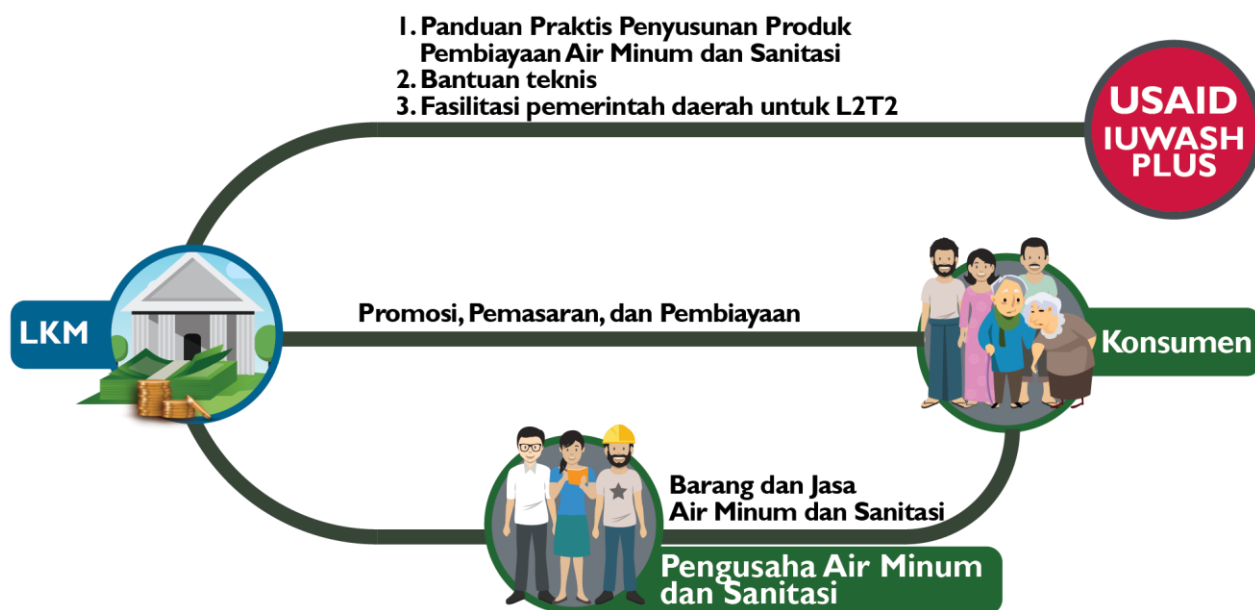 1. Panduan Praktis Penyusunan Produk
Pembiayaan Air Minum dan Sanitasi
2. Bantuan teknis
3. Fasilitasi pemerintah daerah untuk L2T2
USAID
IUWASH
PLUS
LKM
Promosi, Pemasaran, dan Pembiayaan
Konsumen
Barang dan Jasa
Air Minum dan Sanitasi
Pengusaha Air Minum
dan Sanitasi